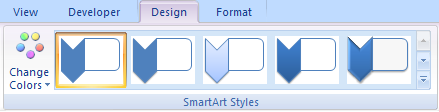 View Developer Design Format
Change
Colors
SmartArt Styles